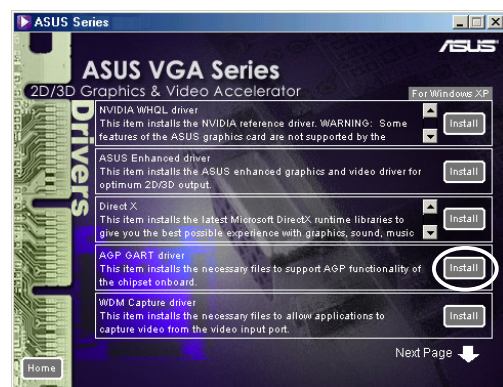 ASUS Series
ASUS
ASUS VGA Series
2D/3D Graphics & Video Accelerator
For Windows XP
Drivers
NVIDIA WHQL driver
This item installs the NVIDIA reference driver. WARNING: Some
features of the ASUS graphics card are not supported by the
Install
ASUS Enhanced driver
This item installs the ASUS enhanced graphics and video driver for
optimum 2D/3D output.
Install
Direct X
This item installs the latest Microsoft DirectX runtime libraries to
give you the best possible experience with graphics, sound, music
Install
AGP GART driver
This item installs the necessary files to support AGP functionality of
the chipset onboard.
Install
WDM Capture driver
This item installs the necessary files to allow applications to
capture video from the video input port.
Install
Next Page
Home